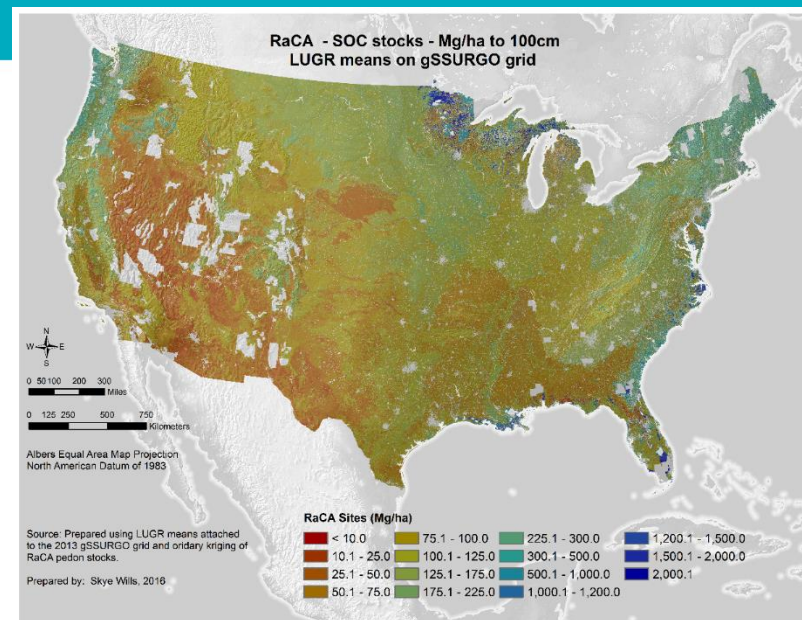 RaCA - SOC stocks - Mg/ha to 100cm
LUGR means on gSSURGO grid
N
W E
S
0 50 100 200 300
Miles
0 125 250 500 750
Kilometers
Albers Equal Area Map Projection
North American Datum of 1983
Source: Prepared using LUGR means attached
to the 2013 gSSURGO grid and oridary kriging of
RaCA pedon stocks.
Prepared by: Skye Wills, 2016
RaCA Sites (Mg/ha)
< 10.0
10.1 - 25.0
25.1 - 50.0
50.1 - 75.0
75.1 - 100.0
100.1 - 125.0
125.1 - 175.0
175.1 - 225.0
225.1 - 300.0
300.1 - 500.0
500.1 - 1,000.0
1,000.1 - 1,200.0
1,200.1 - 1,500.0
1,500.1 - 2,000.0
2,000.1